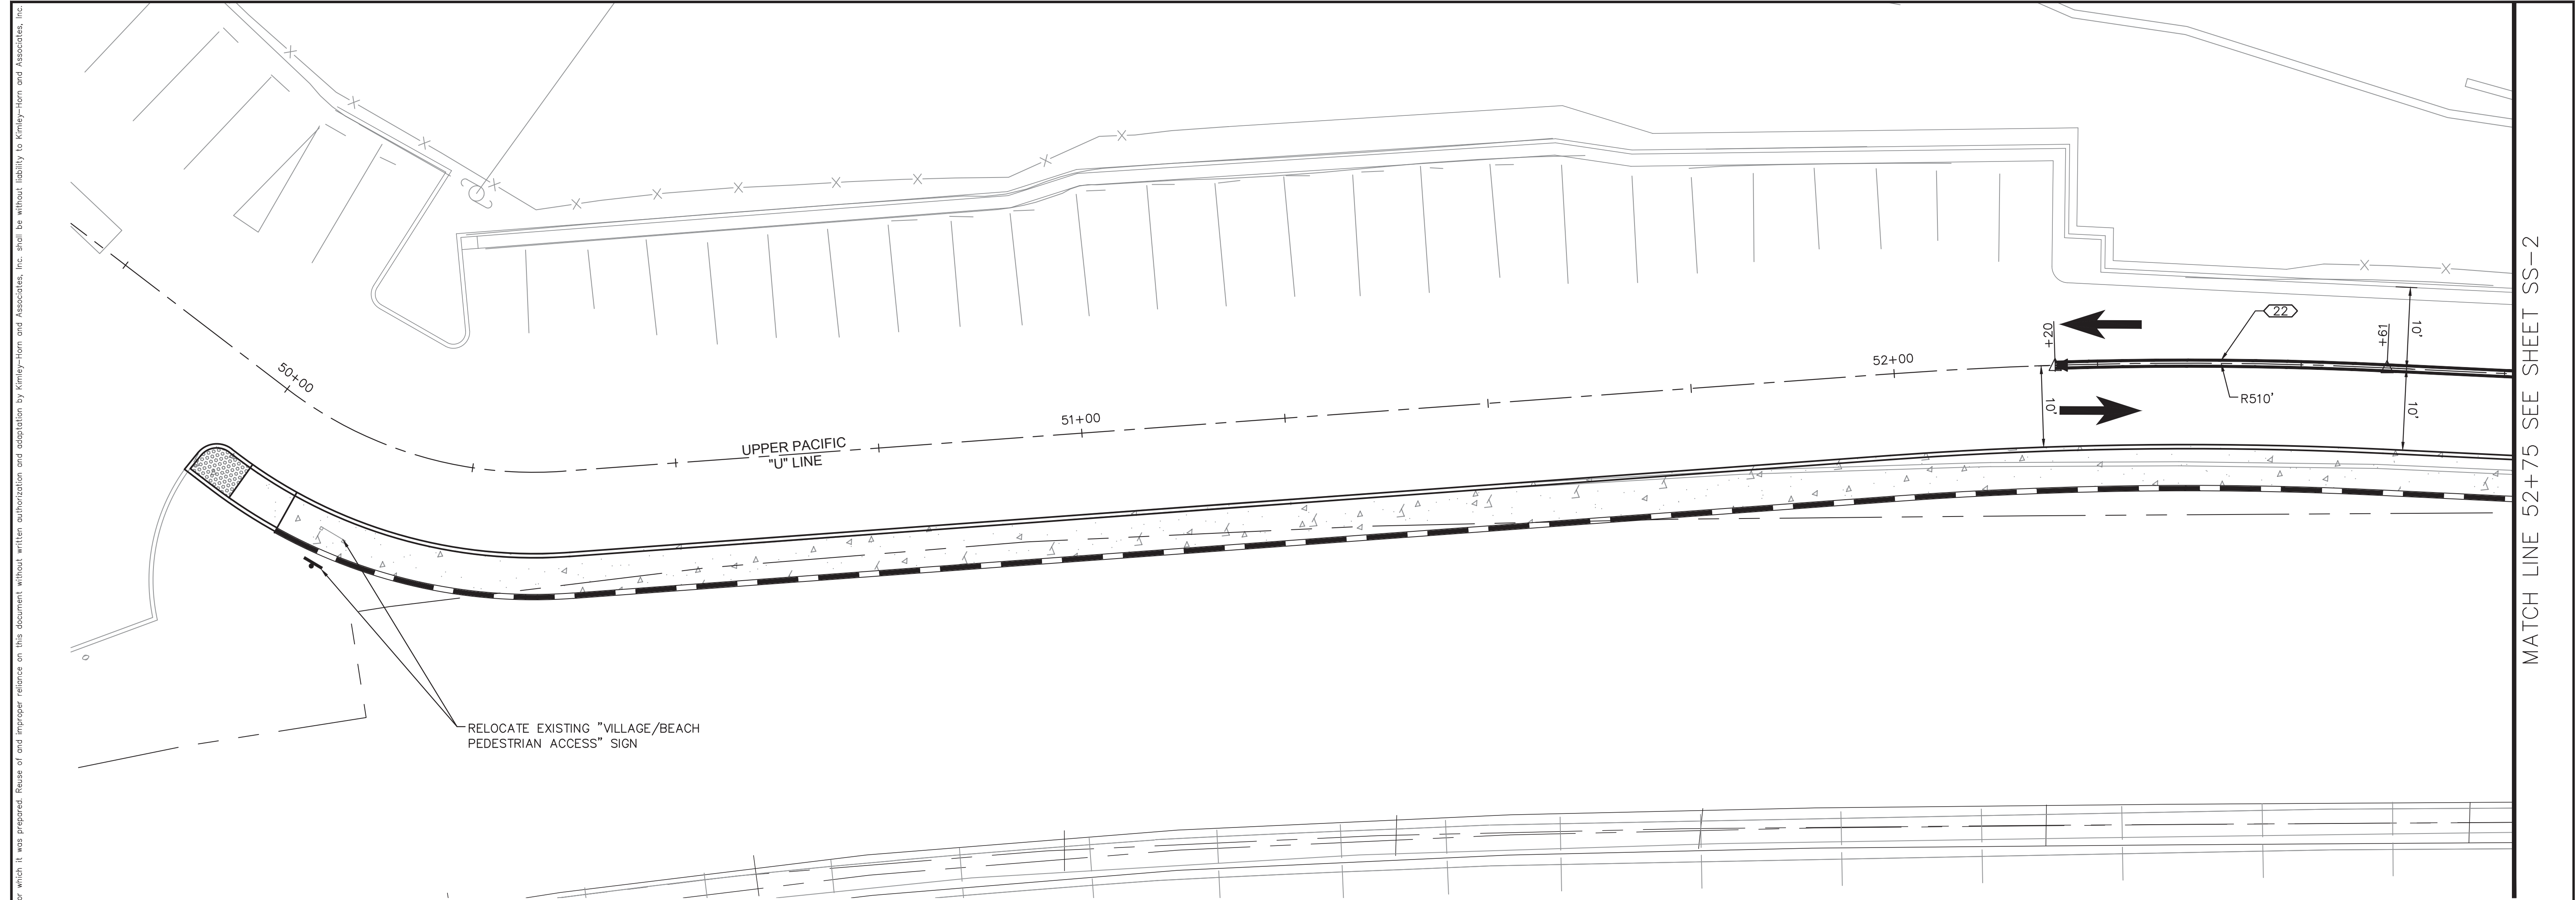 or which it was prepared. Reuse of and improper reliance on this document without written authorization and adaptation by Kimley-Horn and Associates, Inc. shall be without liability to Kimley-Horn and Associates, Inc.
50+00
UPPER PACIFIC
"U" LINE
51+00
52+00
+20
10'
22
R510'
+61
10'
10'
RELOCATE EXISTING "VILLAGE/BEACH
PEDESTRIAN ACCESS" SIGN
MATCH LINE 52+75 SEE SHEET SS-2